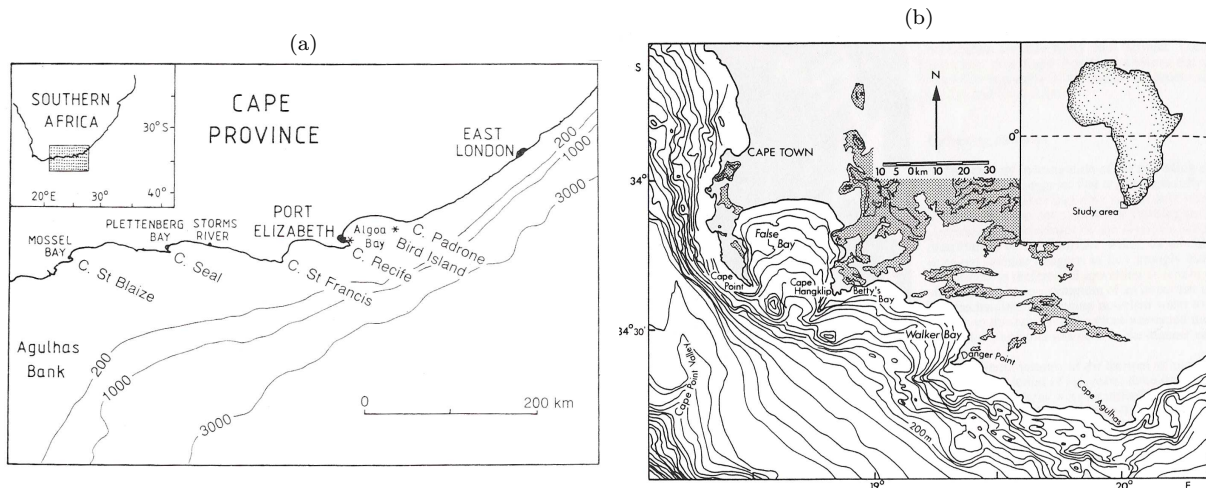 (a)
SOUTHERN
AFRICA
30°S
40°
20°E
30°
CAPE
PROVINCE
EAST
LONDON
200
1000
3000
PORT
ELIZABETH
Algoa
Bay
C. Padrone
Bird Island
C. Recife
C. St Francis
PLETTENBERG
BAY
STORMS
RIVER
MOSSEL
BAY
C. Seal
C. St Blaize
Agulhas
Bank
200
1000
3000
0
200 km
(b)
S
34°
34°30'
N
10 5 0km 10 20 30
0°
Study area
CAPE TOWN
False
Bay
Cape
Point
Cape
Hangklip
Betty's
Bay
Walker Bay
Danger Point
Cape Agulhas
Cape Point Valley
200m
19°
20°
E